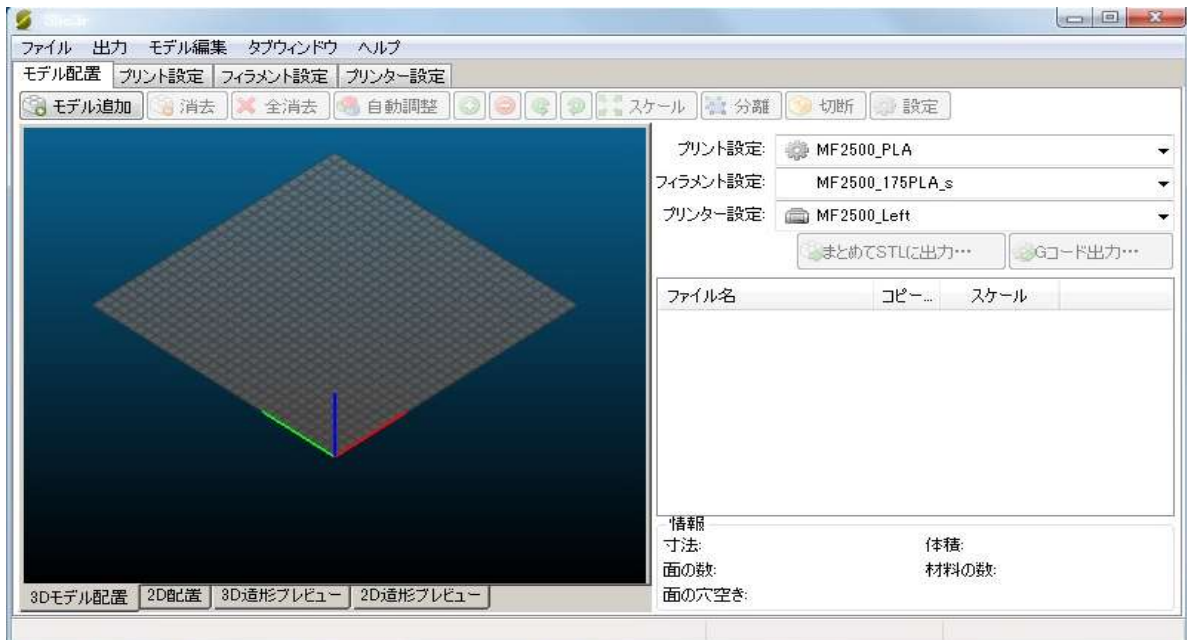 ファイル 出力 モデル編集 タブウィンドウ ヘルプ
モデル配置 プリント設定 フィラメント設定 プリンター設定
モデル追加 消去 全消去 自動調整 スケール 分離 切断 設定
プリント設定: MF2500_PLA
フィラメント設定: MF2500_175PLA_s
プリンター設定: MF2500_Left
まとめてSTLに出力… Gコード出力…
ファイル名 コピー... スケール
情報
寸法: 体積:
面の数: 材料の数:
面の穴空き:
3Dモデル配置 2D配置 3D造形プレビュー 2D造形プレビュー